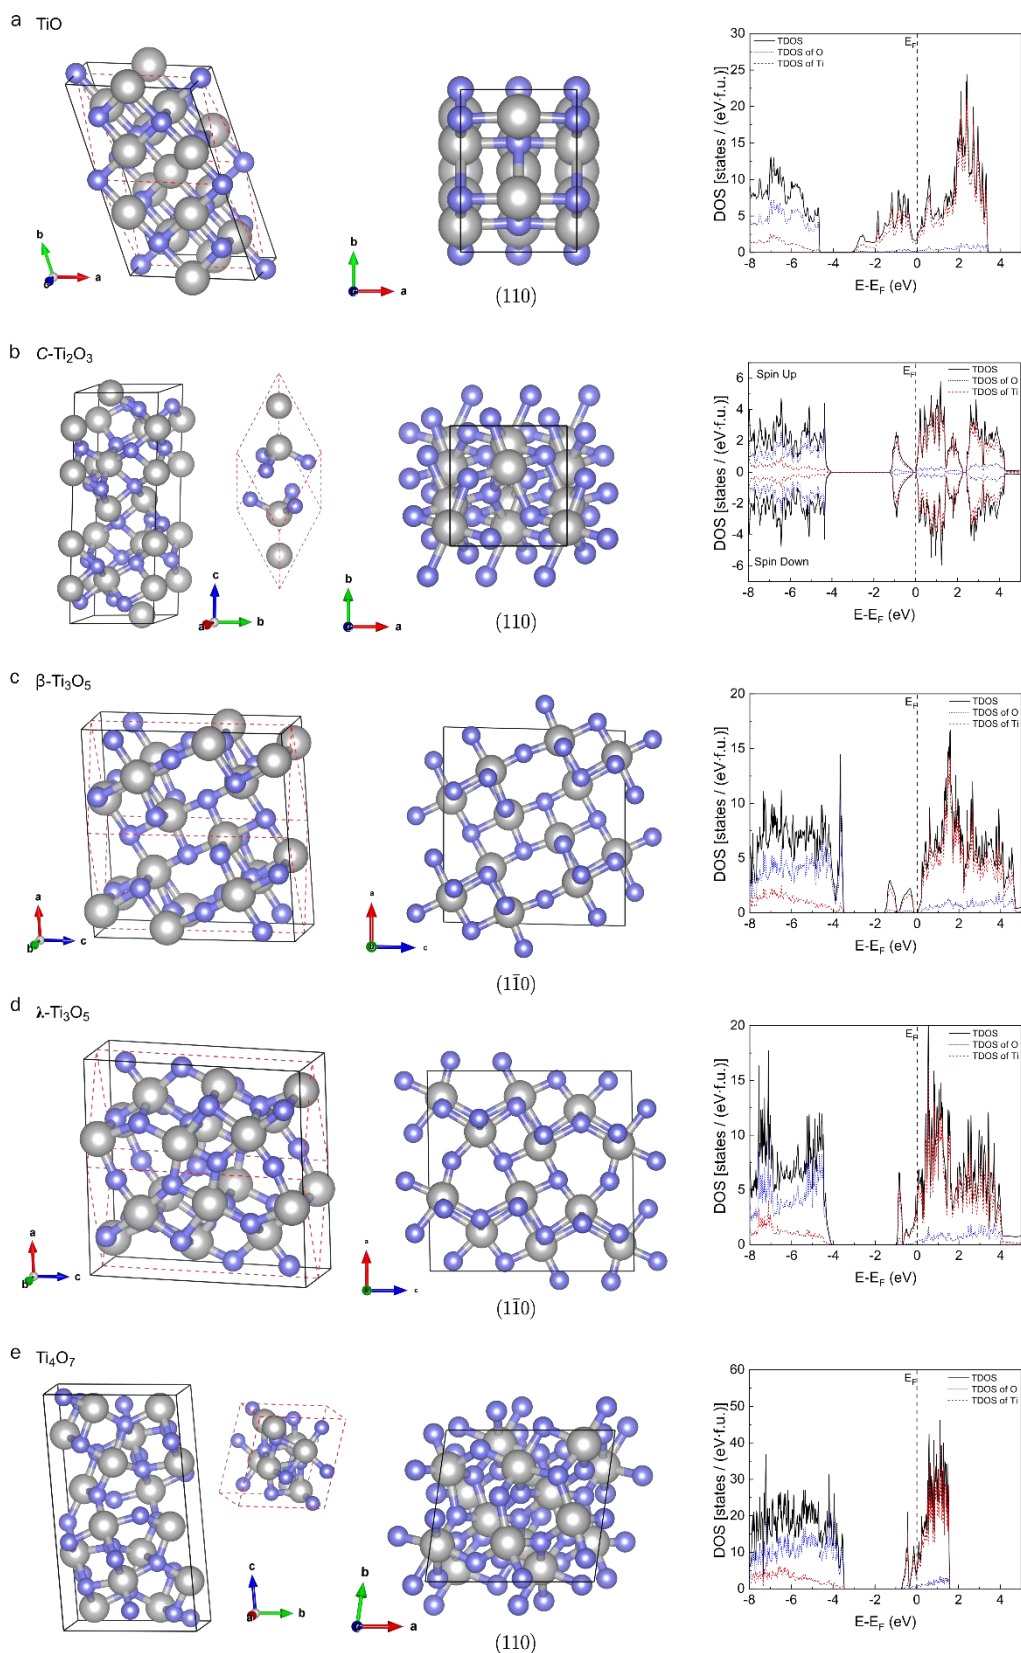 a TiO
b
c
a
b
a
(110)
30
25
20
15
10
5
0
DOS [states / (eV·f.u.)]
E_F
TDOS
TDOS of O
TDOS of Ti
-8 -6 -4 -2 0 2 4
E-E_F (eV)
b C-Ti₂O₃
c
a
b
b
a
(110)
6
4
2
0
-2
-4
-6
DOS [states / (eV·f.u.)]
Spin Up
E_F
TDOS
TDOS of O
TDOS of Ti
Spin Down
-8 -6 -4 -2 0 2 4
E-E_F (eV)
c β-Ti₃O₅
a
b
c
a
b
c
(11̄0)
20
15
10
5
0
DOS [states / (eV·f.u.)]
E_F
TDOS
TDOS of O
TDOS of Ti
-8 -6 -4 -2 0 2 4
E-E_F (eV)
d λ-Ti₃O₅
a
b
c
a
b
c
(11̄0)
20
15
10
5
0
DOS [states / (eV·f.u.)]
E_F
TDOS
TDOS of O
TDOS of Ti
-8 -6 -4 -2 0 2 4
E-E_F (eV)
e Ti₄O₇
c
a
b
b
a
(110)
60
50
40
30
20
10
0
DOS [states / (eV·f.u.)]
E_F
TDOS
TDOS of O
TDOS of Ti
-8 -6 -4 -2 0 2 4
E-E_F (eV)